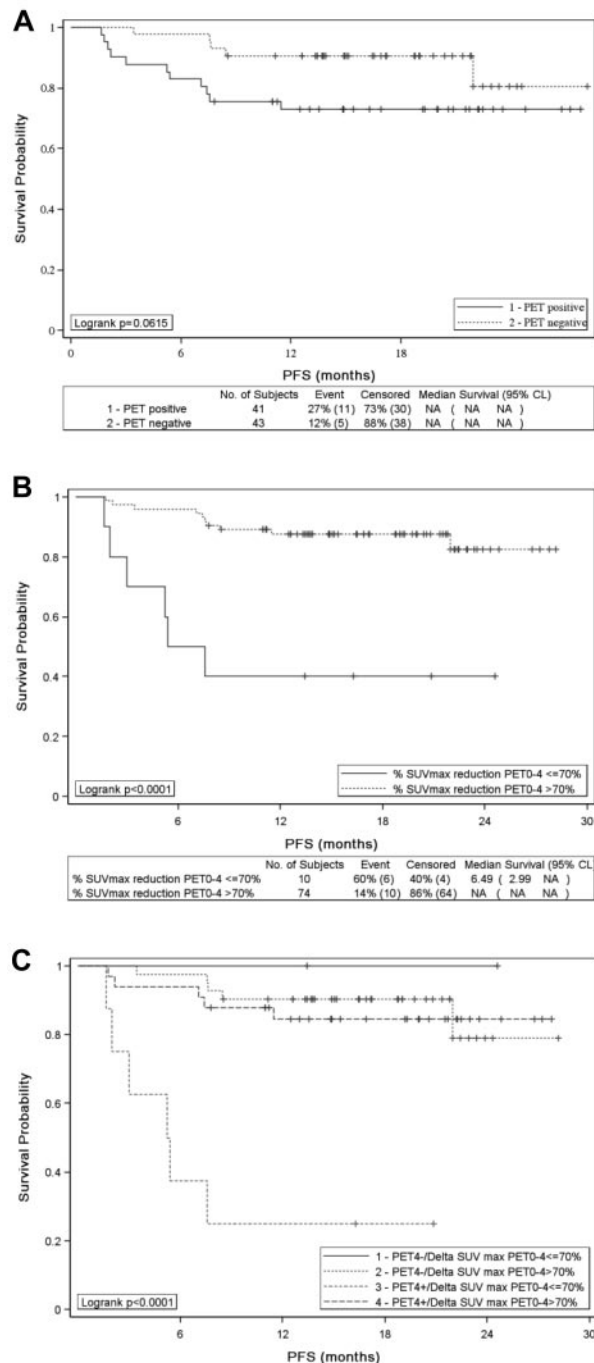 A
1
0.8
0.6
0.4
0.2
0
Survival Probability
Logrank p=0.0615
1 - PET positive
2 - PET negative
0 6 12 18
PFS (months)
No. of Subjects Event Censored Median Survival (95% CL)
1 - PET positive 41 27% (11) 73% (30) NA ( NA NA )
2 - PET negative 43 12% (5) 88% (38) NA ( NA NA )
B
1
0.8
0.6
0.4
0.2
0
Survival Probability
Logrank p<0.0001
% SUVmax reduction PET0-4 <=70%
% SUVmax reduction PET0-4 >70%
6 12 18 24 30
PFS (months)
No. of Subjects Event Censored Median Survival (95% CL)
% SUVmax reduction PET0-4 <=70% 10 60% (6) 40% (4) 6.49 ( 2.99 NA )
% SUVmax reduction PET0-4 >70% 74 14% (10) 86% (64) NA ( NA NA )
C
1
0.8
0.6
0.4
0.2
0
Survival Probability
Logrank p<0.0001
1 - PET4-/Delta SUV max PET0-4<=70%
2 - PET4-/Delta SUV max PET0-4>70%
3 - PET4+/Delta SUV max PET0-4<=70%
4 - PET4+/Delta SUV max PET0-4>70%
6 12 18 24 30
PFS (months)